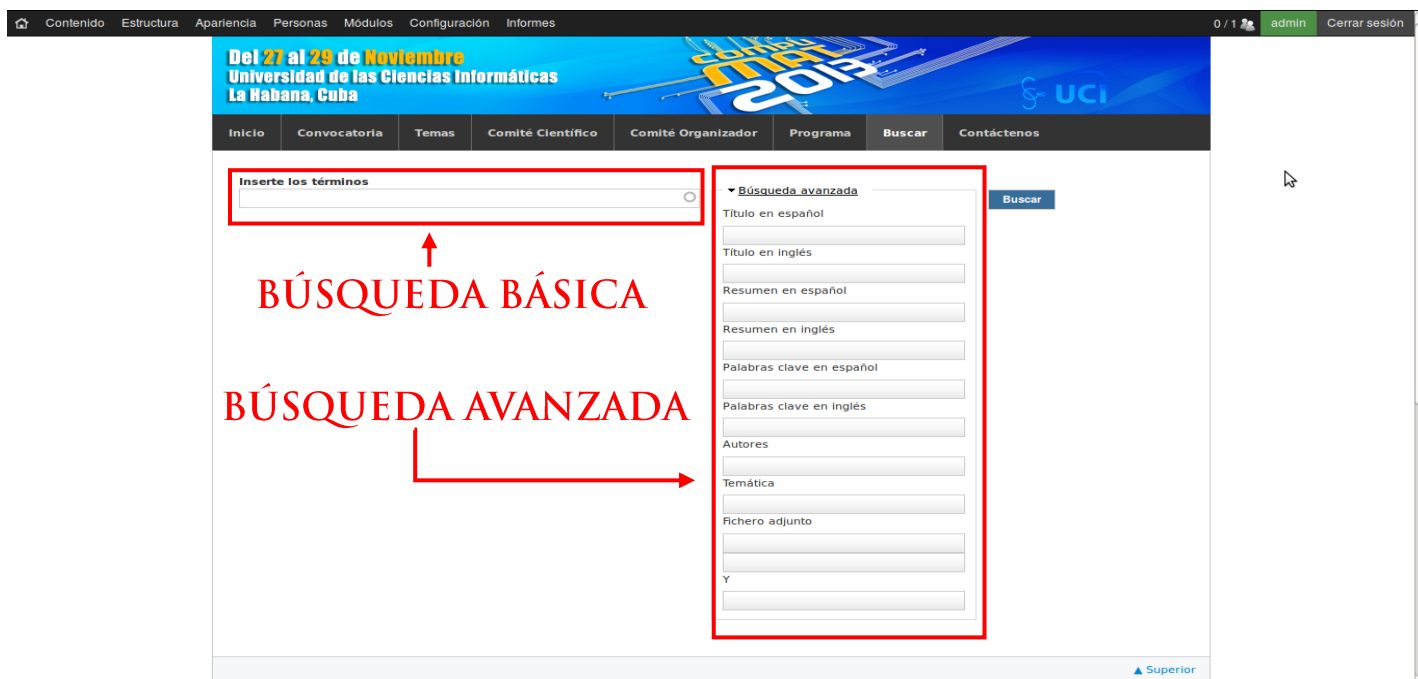 Contenido Estructura Apariencia Personas Módulos Configuración Informes 0 / 1 admin Cerrar sesión
Del 27 al 29 de Noviembre
Universidad de las Ciencias Informáticas
La Habana, Cuba
COMPU
MAT
2013
UCi
Inicio Convocatoria Temas Comité Científico Comité Organizador Programa Buscar Contáctenos
Inserte los términos
Búsqueda avanzada
Buscar
Título en español
Título en inglés
Resumen en español
Resumen en inglés
Palabras clave en español
Palabras clave en inglés
Autores
Temática
Fichero adjunto
Y
BÚSQUEDA BÁSICA
BÚSQUEDA AVANZADA
▲ Superior